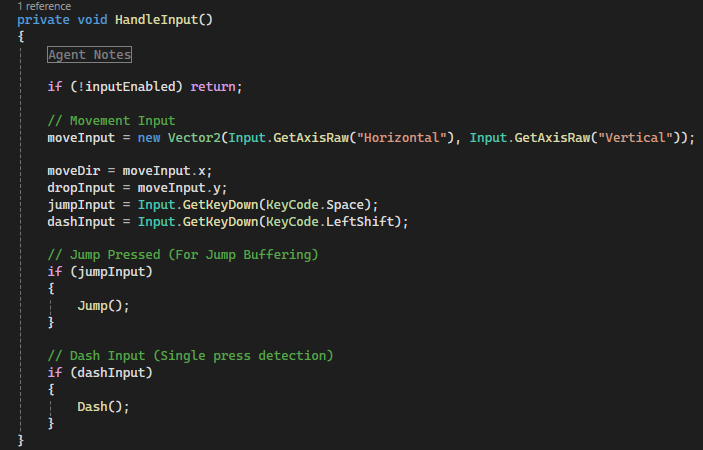 1 reference
private void HandleInput()
{
Agent Notes
if (!inputEnabled) return;
// Movement Input
moveInput = new Vector2(Input.GetAxisRaw("Horizontal"), Input.GetAxisRaw("Vertical"));
moveDir = moveInput.x;
dropInput = moveInput.y;
jumpInput = Input.GetKeyDown(KeyCode.Space);
dashInput = Input.GetKeyDown(KeyCode.LeftShift);
// Jump Pressed (For Jump Buffering)
if (jumpInput)
{
Jump();
}
// Dash Input (Single press detection)
if (dashInput)
{
Dash();
}
}